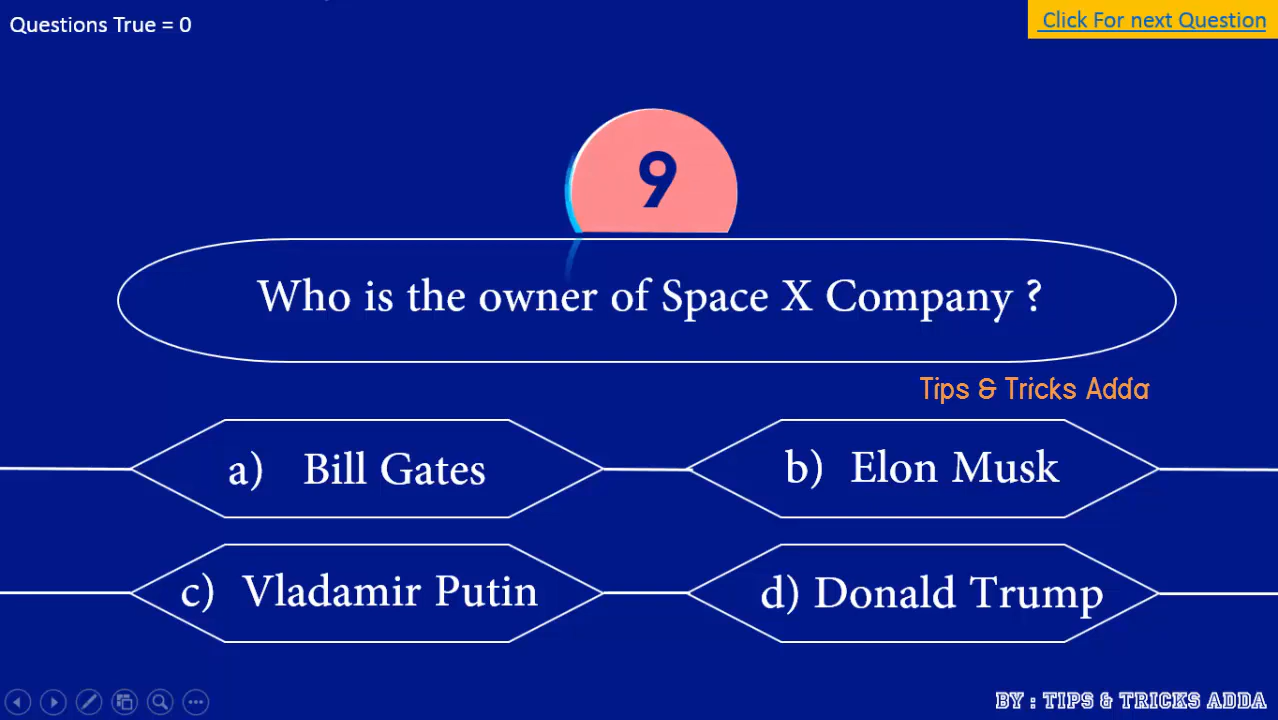 Questions True = 0
Click For next Question
9
Who is the owner of Space X Company ?
Tips & Tricks Adda
a) Bill Gates
b) Elon Musk
c) Vladamir Putin
d) Donald Trump
BY : TIPS & TRICKS ADDA